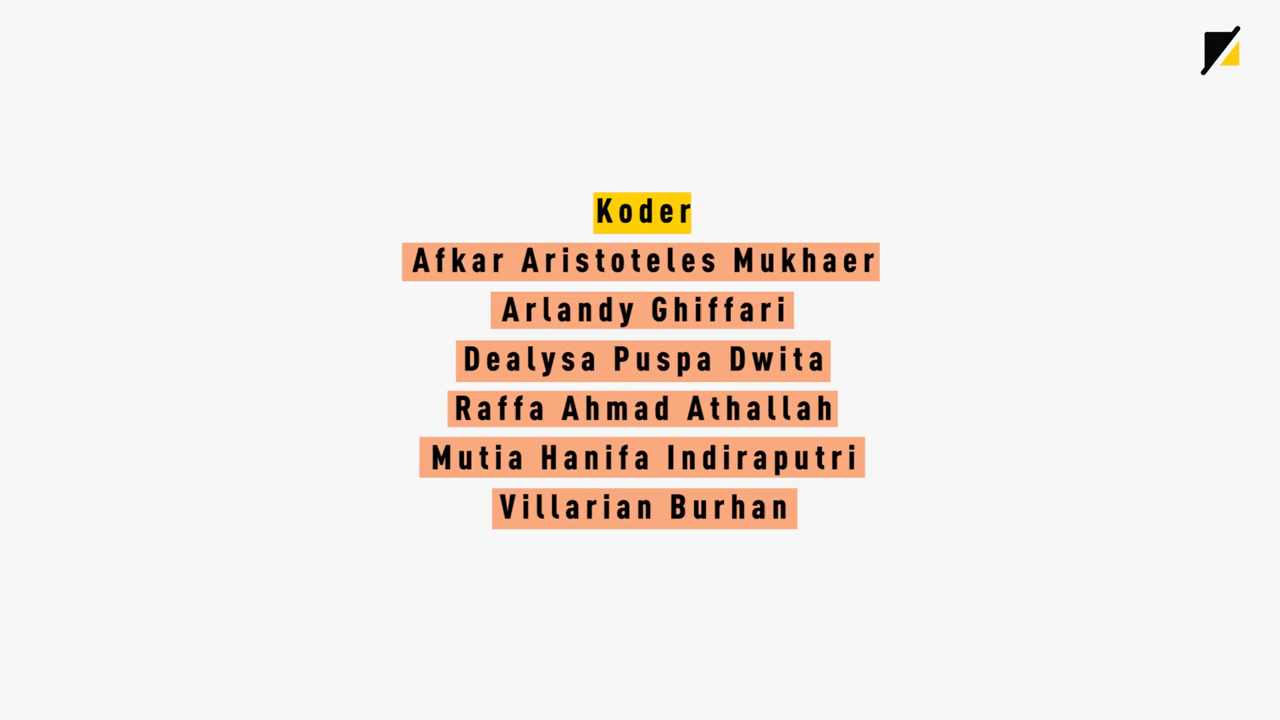 Koder
Afkar Aristoteles Mukhaer
Arlandy Ghiffari
Dealysa Puspa Dwita
Raffa Ahmad Athallah
Mutia Hanifa Indiraputri
Villarian Burhan